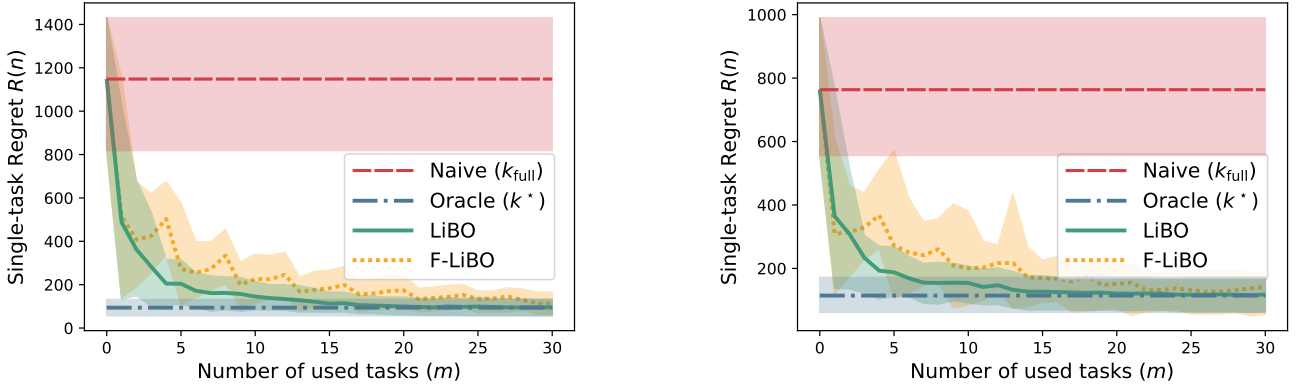 1400
1200
1000
800
600
400
200
0
Single-task Regret R(n)
0 5 10 15 20 25 30
Number of used tasks (m)
Naive (k_full)
Oracle (k⋆)
LiBO
F-LiBO
1000
800
600
400
200
Single-task Regret R(n)
0 5 10 15 20 25 30
Number of used tasks (m)
Naive (k_full)
Oracle (k⋆)
LiBO
F-LiBO